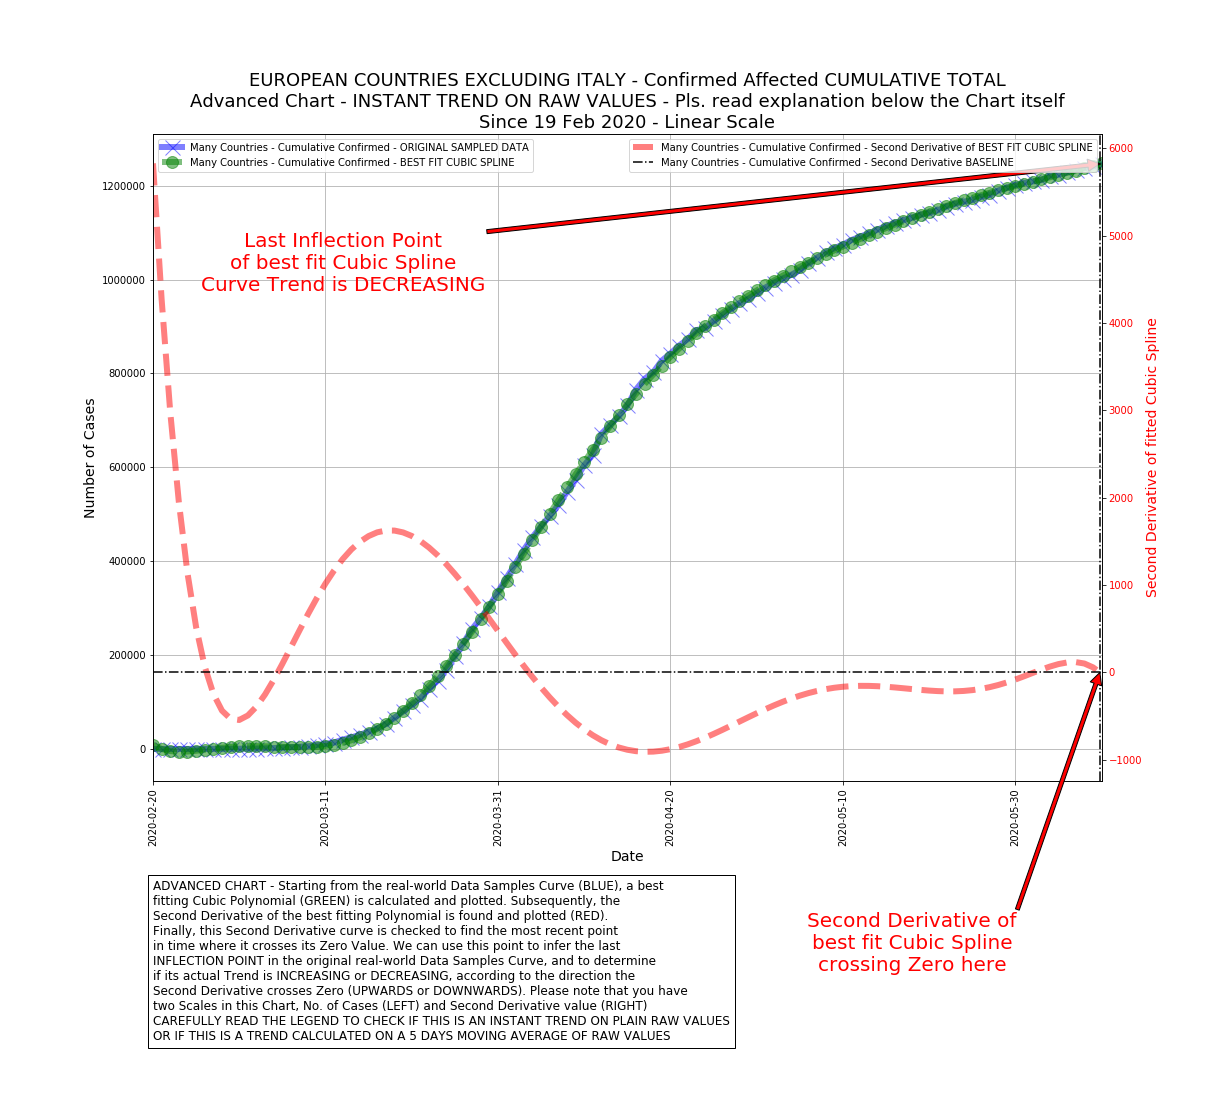 EUROPEAN COUNTRIES EXCLUDING ITALY - Confirmed Affected CUMULATIVE TOTAL
Advanced Chart - INSTANT TREND ON RAW VALUES - Pls. read explanation below the Chart itself
Since 19 Feb 2020 - Linear Scale
Many Countries - Cumulative Confirmed - ORIGINAL SAMPLED DATA
Many Countries - Cumulative Confirmed - BEST FIT CUBIC SPLINE
Many Countries - Cumulative Confirmed - Second Derivative of BEST FIT CUBIC SPLINE
Many Countries - Cumulative Confirmed - Second Derivative BASELINE
Last Inflection Point
of best fit Cubic Spline
Curve Trend is DECREASING
Number of Cases
1200000
1000000
800000
600000
400000
200000
0
6000
5000
4000
3000
2000
1000
0
−1000
Second Derivative of fitted Cubic Spline
2020-02-20
2020-03-11
2020-03-31
2020-04-20
2020-05-10
2020-05-30
Date
ADVANCED CHART - Starting from the real-world Data Samples Curve (BLUE), a best
fitting Cubic Polynomial (GREEN) is calculated and plotted. Subsequently, the
Second Derivative of the best fitting Polynomial is found and plotted (RED).
Finally, this Second Derivative curve is checked to find the most recent point
in time where it crosses its Zero Value. We can use this point to infer the last
INFLECTION POINT in the original real-world Data Samples Curve, and to determine
if its actual Trend is INCREASING or DECREASING, according to the direction the
Second Derivative crosses Zero (UPWARDS or DOWNWARDS). Please note that you have
two Scales in this Chart, No. of Cases (LEFT) and Second Derivative value (RIGHT)
CAREFULLY READ THE LEGEND TO CHECK IF THIS IS AN INSTANT TREND ON PLAIN RAW VALUES
OR IF THIS IS A TREND CALCULATED ON A 5 DAYS MOVING AVERAGE OF RAW VALUES
Second Derivative of
best fit Cubic Spline
crossing Zero here